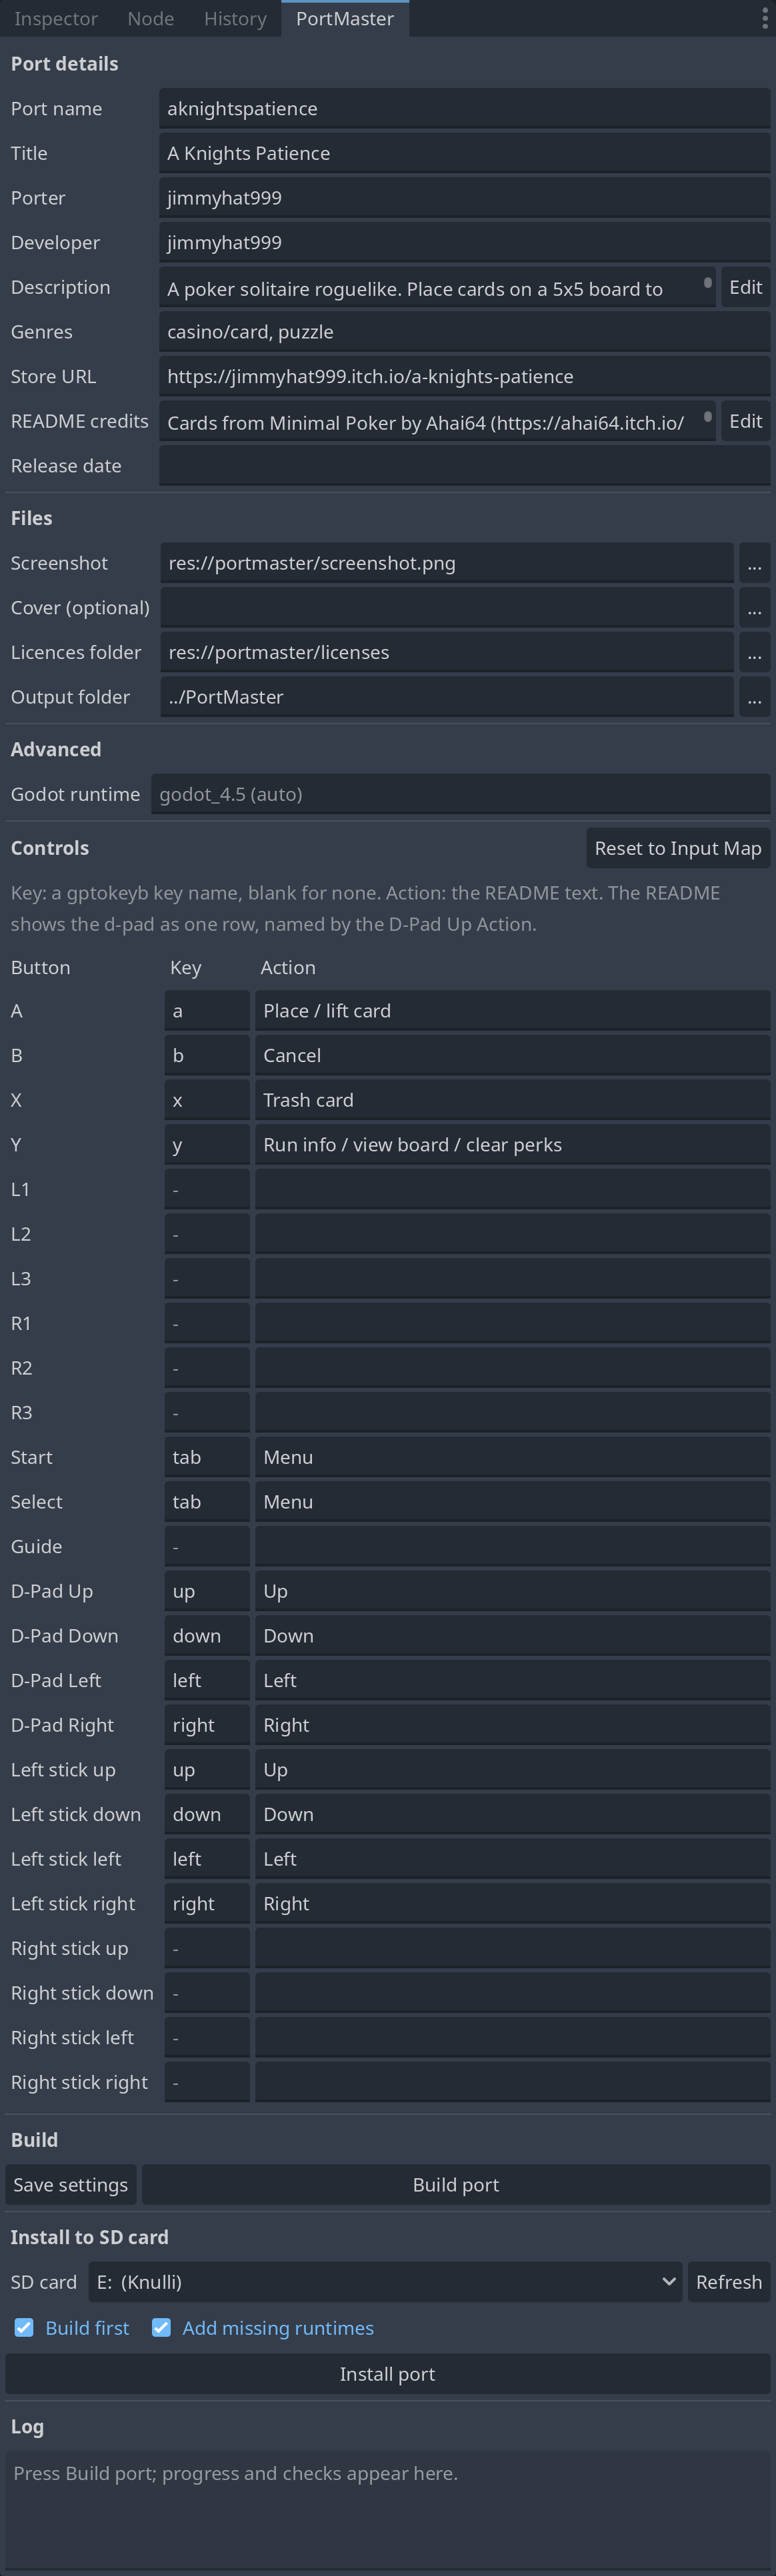 Inspector Node History PortMaster
Port details
Port name aknightspatience
Title A Knights Patience
Porter jimmyhat999
Developer jimmyhat999
Description A poker solitaire roguelike. Place cards on a 5x5 board to Edit
Genres casino/card, puzzle
Store URL https://jimmyhat999.itch.io/a-knights-patience
README credits Cards from Minimal Poker by Ahai64 (https://ahai64.itch.io/ Edit
Release date
Files
Screenshot res://portmaster/screenshot.png ...
Cover (optional) ...
Licences folder res://portmaster/licenses ...
Output folder ../PortMaster ...
Advanced
Godot runtime godot_4.5 (auto)
Controls Reset to Input Map
Key: a gptokeyb key name, blank for none. Action: the README text. The README
shows the d-pad as one row, named by the D-Pad Up Action.
Button Key Action
A a Place / lift card
B b Cancel
X x Trash card
Y y Run info / view board / clear perks
L1 -
L2 -
L3 -
R1 -
R2 -
R3 -
Start tab Menu
Select tab Menu
Guide -
D-Pad Up up Up
D-Pad Down down Down
D-Pad Left left Left
D-Pad Right right Right
Left stick up up Up
Left stick down down Down
Left stick left left Left
Left stick right right Right
Right stick up -
Right stick down -
Right stick left -
Right stick right -
Build
Save settings Build port
Install to SD card
SD card E: (Knulli) Refresh
Build first Add missing runtimes
Install port
Log
Press Build port; progress and checks appear here.